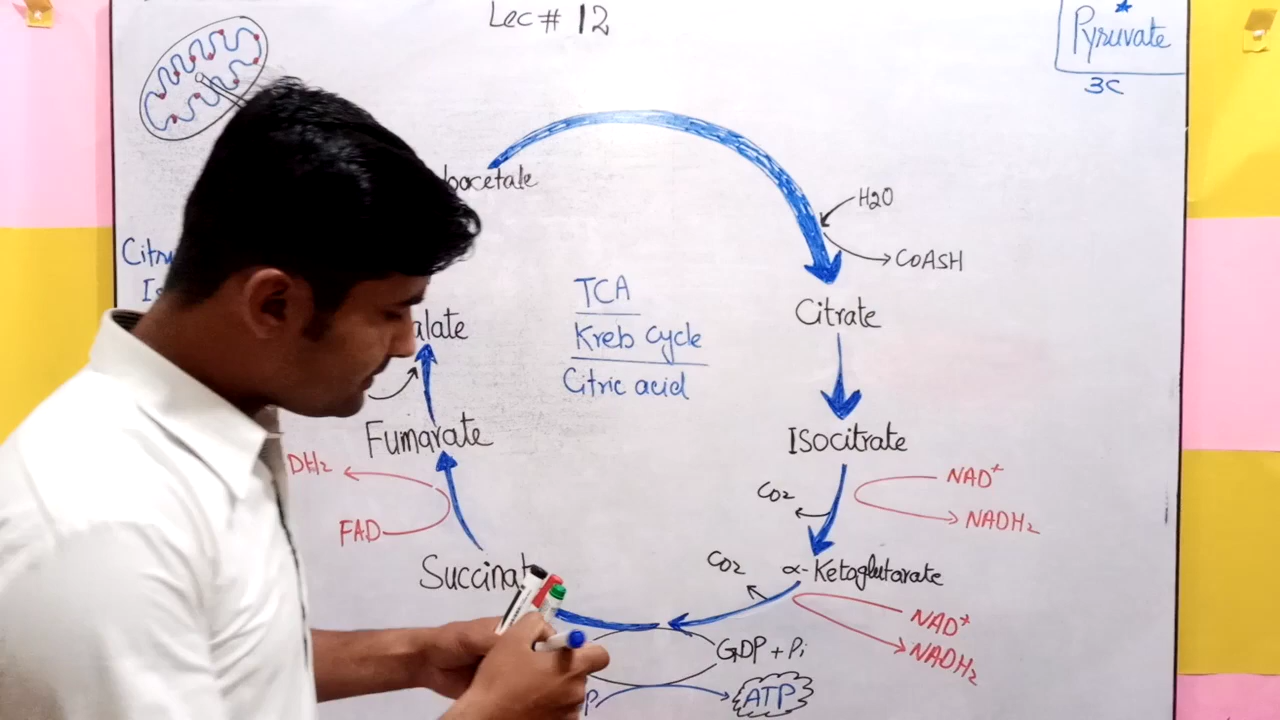 Lec # 12
Pyruvate
3C
H2O
CoASH
TCA
Kreb Cycle
Citric acid
Citrate
Isocitrate
NAD+
NADH2
CO2
α-Ketoglutarate
CO2
NAD+
NADH2
GDP + Pi
ATP
Fumarate
FAD